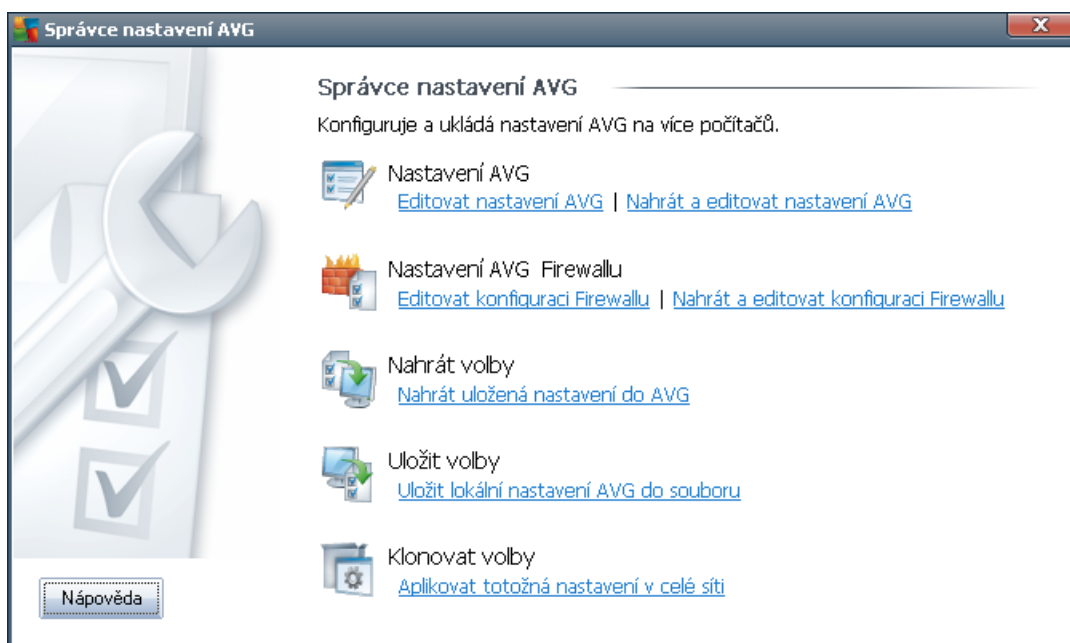 Správce nastavení AVG
Správce nastavení AVG
Konfiguruje a ukládá nastavení AVG na více počítačů.
Nastavení AVG
Editovat nastavení AVG | Nahrát a editovat nastavení AVG
Nastavení AVG Firewallu
Editovat konfiguraci Firewallu | Nahrát a editovat konfiguraci Firewallu
Nahrát volby
Nahrát uložená nastavení do AVG
Uložit volby
Uložit lokální nastavení AVG do souboru
Klonovat volby
Aplikovat totožná nastavení v celé síti
Nápověda